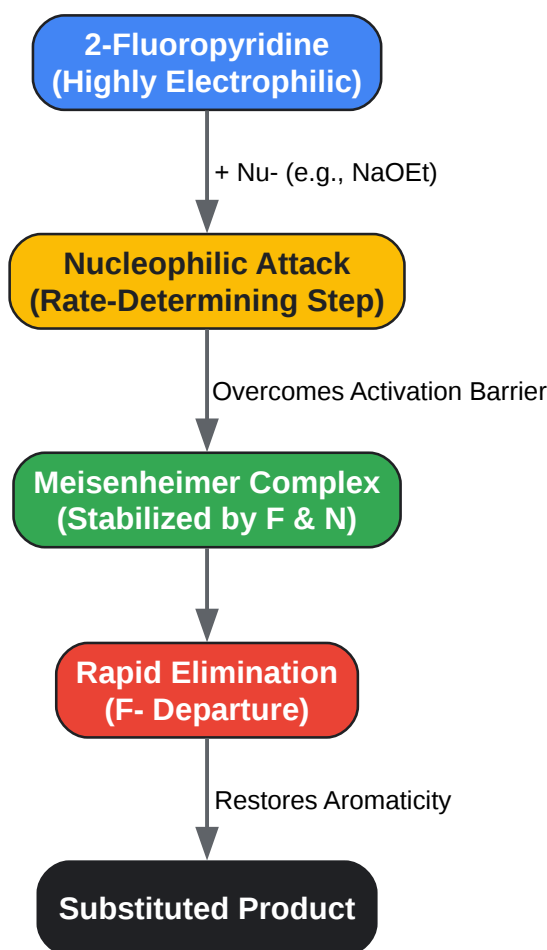 2-Fluoropyridine
(Highly Electrophilic)
+ Nu- (e.g., NaOEt)
Nucleophilic Attack
(Rate-Determining Step)
Overcomes Activation Barrier
Meisenheimer Complex
(Stabilized by F & N)
Rapid Elimination
(F- Departure)
Restores Aromaticity
Substituted Product